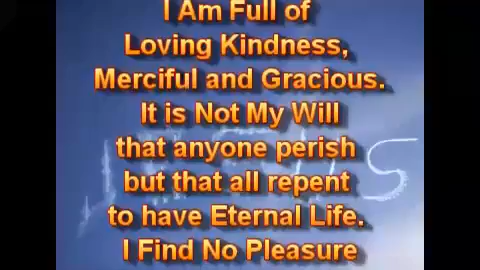 I Am Full of
Loving Kindness,
Merciful and Gracious.
It is Not My Will
that anyone perish
but that all repent
to have Eternal Life.
I Find No Pleasure